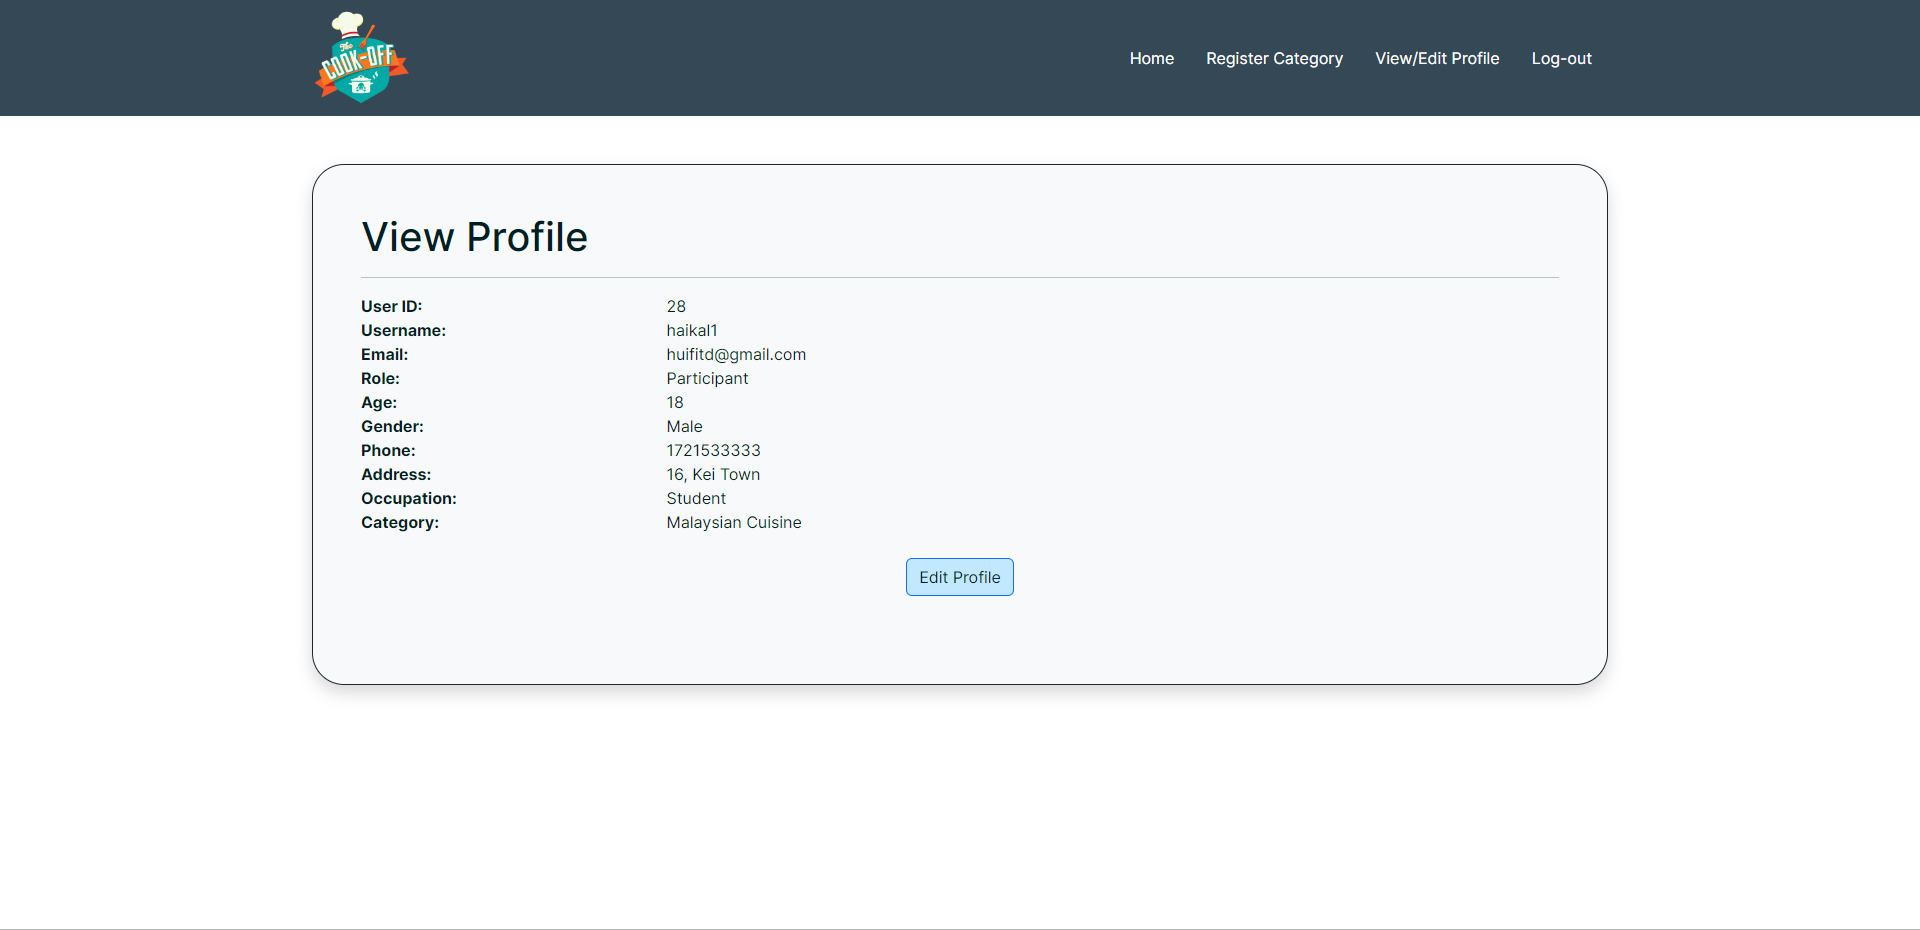 The
COOK-OFF
Home Register Category View/Edit Profile Log-out
View Profile
User ID: 28
Username: haikal1
Email: huifitd@gmail.com
Role: Participant
Age: 18
Gender: Male
Phone: 1721533333
Address: 16, Kei Town
Occupation: Student
Category: Malaysian Cuisine
Edit Profile